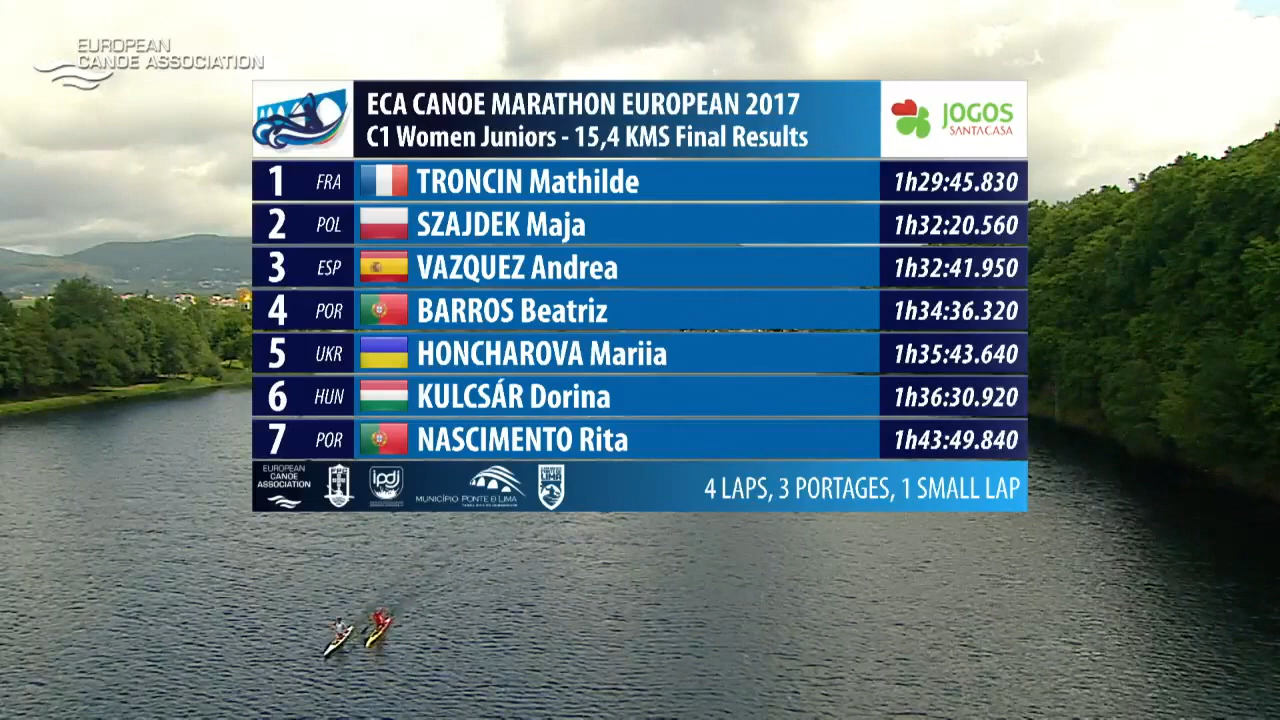 EUROPEAN
CANOE ASSOCIATION
ECA CANOE MARATHON EUROPEAN 2017
C1 Women Juniors - 15,4 KMS Final Results
JOGOS
SANTACASA
1 FRA TRONCIN Mathilde 1h29:45.830
2 POL SZAJDEK Maja 1h32:20.560
3 ESP VAZQUEZ Andrea 1h32:41.950
4 POR BARROS Beatriz 1h34:36.320
5 UKR HONCHAROVA Mariia 1h35:43.640
6 HUN KULCSÁR Dorina 1h36:30.920
7 POR NASCIMENTO Rita 1h43:49.840
EUROPEAN
CANOE
ASSOCIATION
ipdj
MUNICÍPIO PONTE DE LIMA
4 LAPS, 3 PORTAGES, 1 SMALL LAP